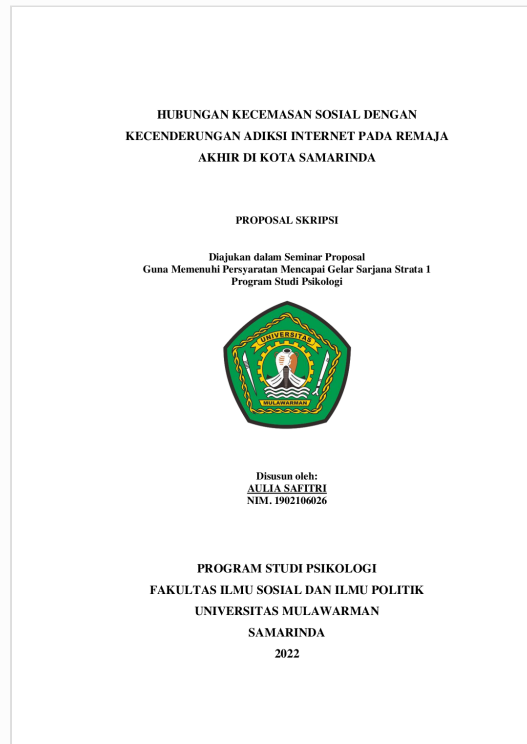 HUBUNGAN KECEMASAN SOSIAL DENGAN
KECENDERUNGAN ADIKSI INTERNET PADA REMAJA
AKHIR DI KOTA SAMARINDA
PROPOSAL SKRIPSI
Diajukan dalam Seminar Proposal
Guna Memenuhi Persyaratan Mencapai Gelar Sarjana Strata 1
Program Studi Psikologi
UNIVERSITAS
MULAWARMAN
Disusun oleh:
AULIA SAFITRI
NIM. 1902106026
PROGRAM STUDI PSIKOLOGI
FAKULTAS ILMU SOSIAL DAN ILMU POLITIK
UNIVERSITAS MULAWARMAN
SAMARINDA
2022